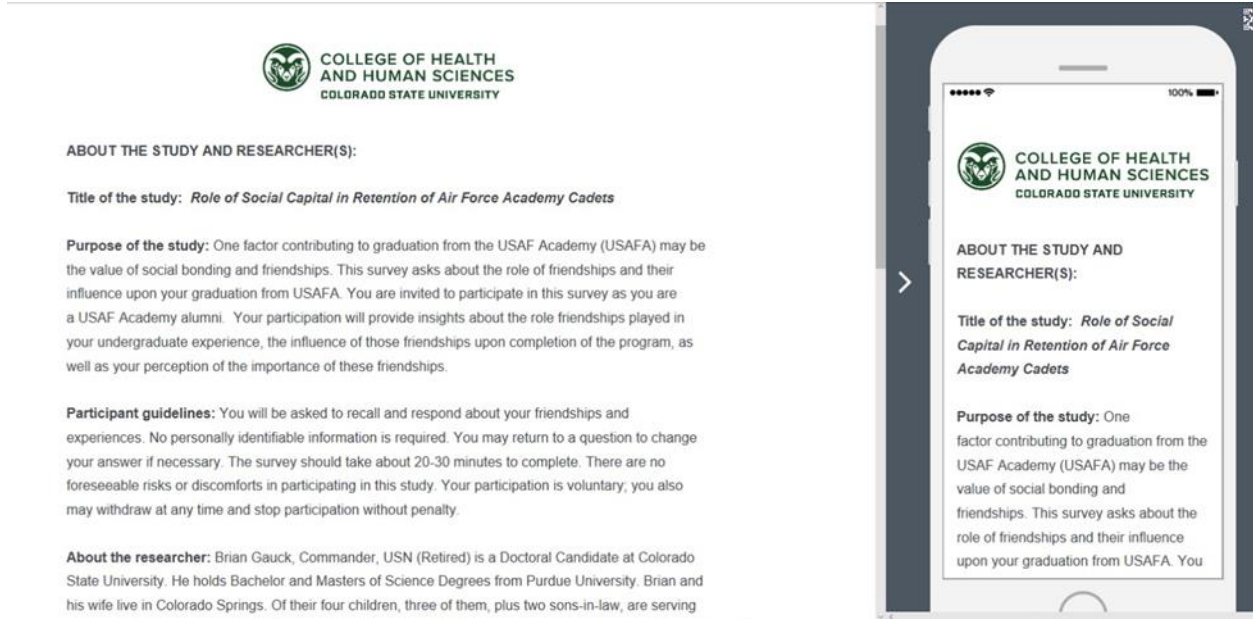 COLLEGE OF HEALTH
AND HUMAN SCIENCES
COLORADO STATE UNIVERSITY
ABOUT THE STUDY AND RESEARCHER(S):
Title of the study: Role of Social Capital in Retention of Air Force Academy Cadets
Purpose of the study: One factor contributing to graduation from the USAF Academy (USAFA) may be
the value of social bonding and friendships. This survey asks about the role of friendships and their
influence upon your graduation from USAFA. You are invited to participate in this survey as you are
a USAF Academy alumni. Your participation will provide insights about the role friendships played in
your undergraduate experience, the influence of those friendships upon completion of the program, as
well as your perception of the importance of these friendships.
Participant guidelines: You will be asked to recall and respond about your friendships and
experiences. No personally identifiable information is required. You may return to a question to change
your answer if necessary. The survey should take about 20-30 minutes to complete. There are no
foreseeable risks or discomforts in participating in this study. Your participation is voluntary; you also
may withdraw at any time and stop participation without penalty.
About the researcher: Brian Gauck, Commander, USN (Retired) is a Doctoral Candidate at Colorado
State University. He holds Bachelor and Masters of Science Degrees from Purdue University. Brian and
his wife live in Colorado Springs. Of their four children, three of them, plus two sons-in-law, are serving
100%
COLLEGE OF HEALTH
AND HUMAN SCIENCES
COLORADO STATE UNIVERSITY
ABOUT THE STUDY AND
RESEARCHER(S):
Title of the study: Role of Social
Capital in Retention of Air Force
Academy Cadets
Purpose of the study: One
factor contributing to graduation from the
USAF Academy (USAFA) may be the
value of social bonding and
friendships. This survey asks about the
role of friendships and their influence
upon your graduation from USAFA. You